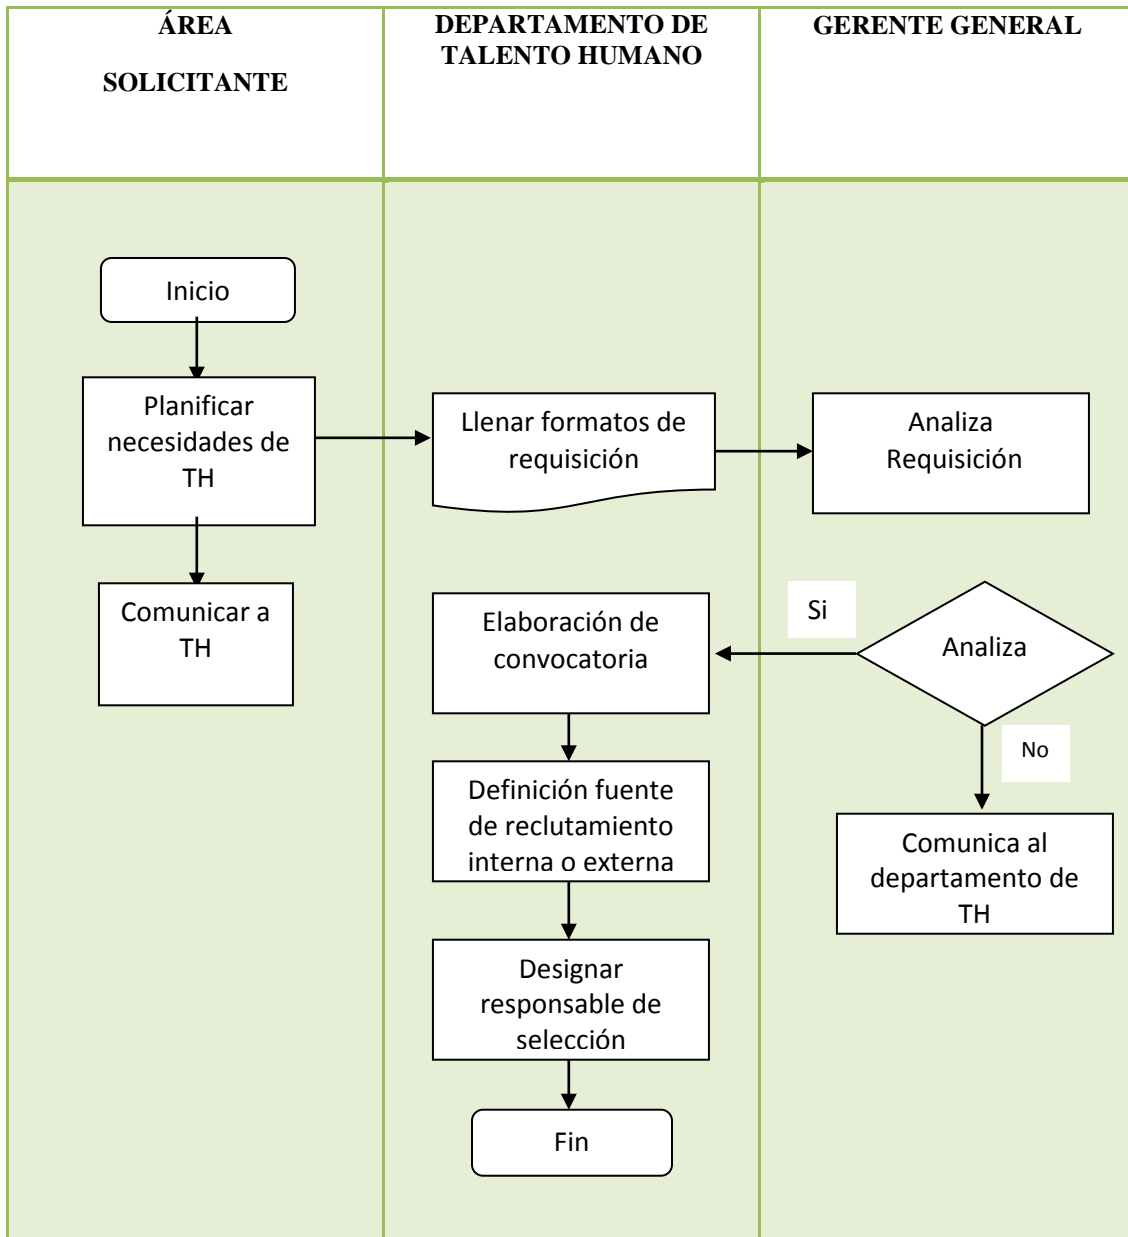 ÁREA
SOLICITANTE
DEPARTAMENTO DE
TALENTO HUMANO
GERENTE GENERAL
Inicio
Planificar
necesidades de
TH
Llenar formatos de
requisición
Analiza
Requisición
Comunicar a
TH
Elaboración de
convocatoria
Si
Analiza
No
Definición fuente
de reclutamiento
interna o externa
Comunica al
departamento de
TH
Designar
responsable de
selección
Fin